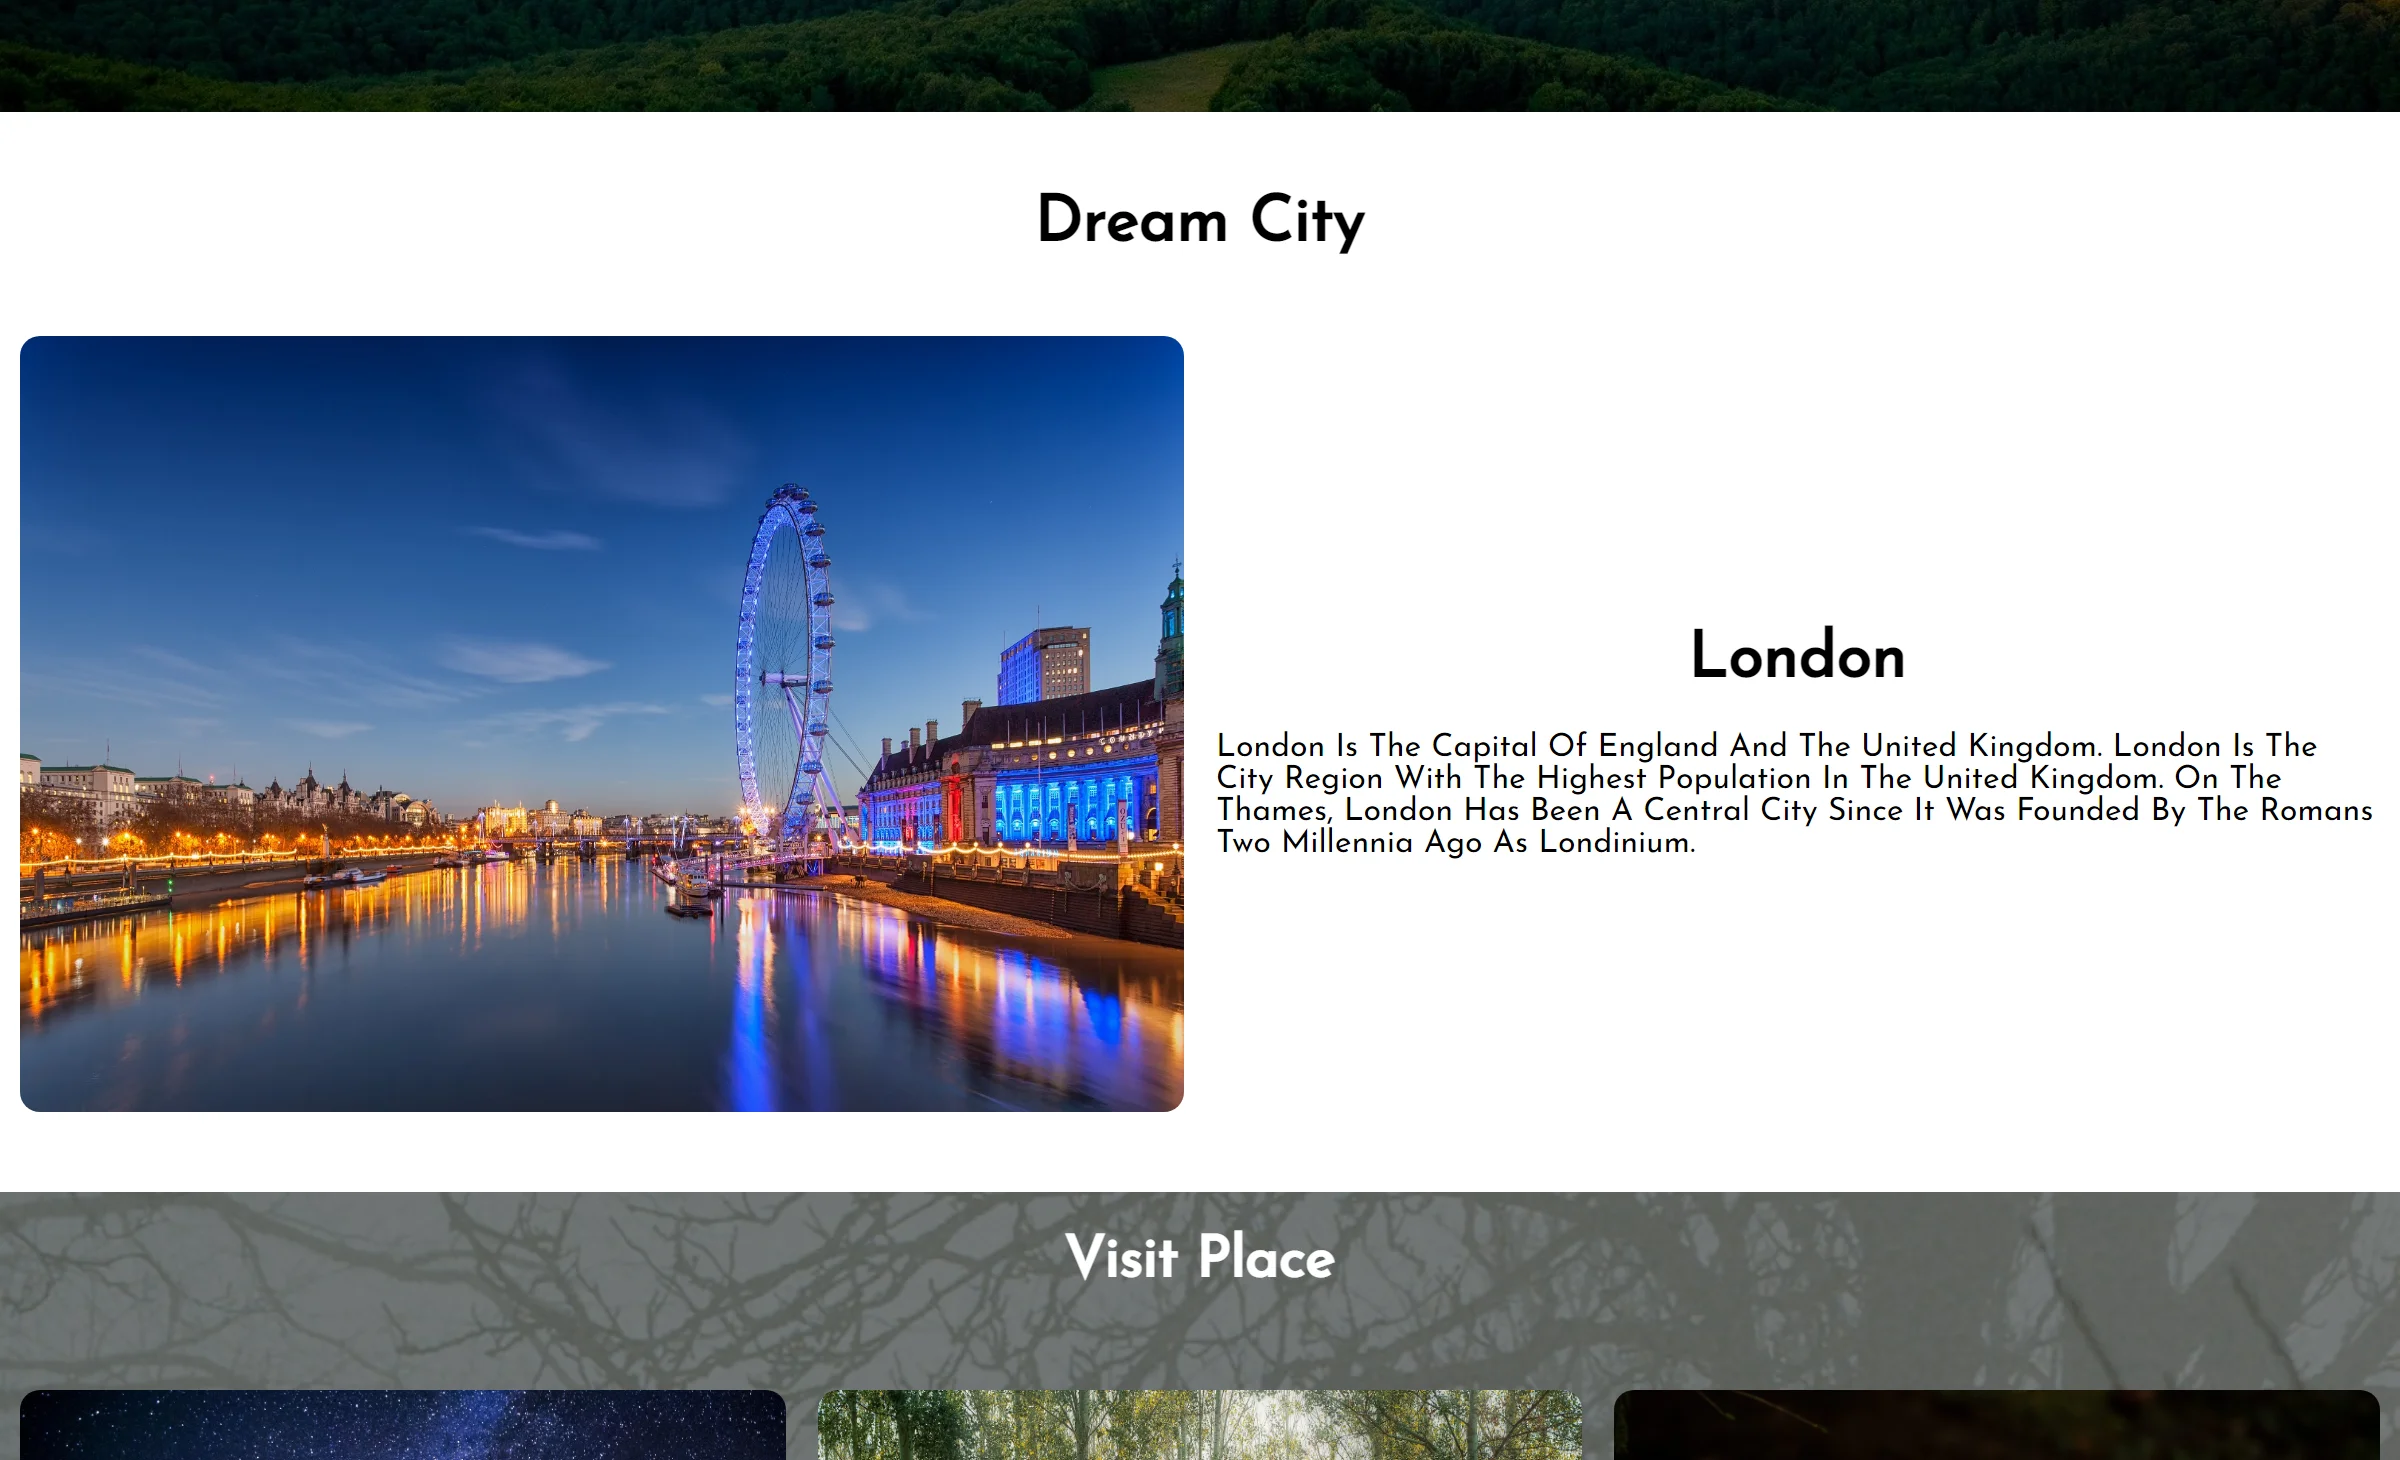 Dream City
London
London Is The Capital Of England And The United Kingdom. London Is The
City Region With The Highest Population In The United Kingdom. On The
Thames, London Has Been A Central City Since It Was Founded By The Romans
Two Millennia Ago As Londinium.
Visit Place